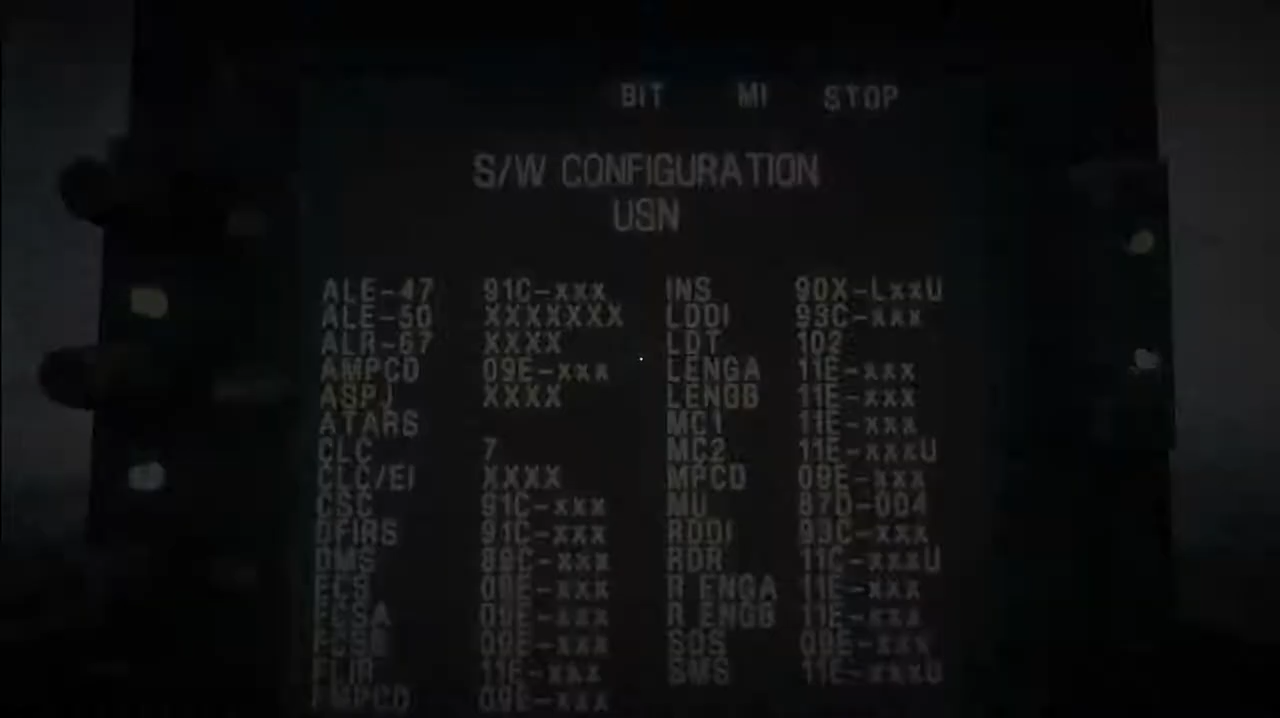 BIT MI STOP
S/W CONFIGURATION
USN
ALE-47 91C-xxx INS 90X-LxxU
ALE-50 XXXXXXX LDDI 93C-xxx
ALR-67 XXXX LDT 102
AMPCD 09E-xxx LENGA 11E-xxx
ASPJ XXXX LENGB 11E-xxx
ATARS MC1 11E-xxx
CLC 7 MC2 11E-xxxU
CLC/EI XXXX MPCD 09E-xxx
CSC 91C-xxx MU 87D-004
DFIRS 91C-xxx RDDI 93C-xxx
DMS 89C-xxx RDR 11C-xxxU
ECS 09E-xxx R ENGA 11E-xxx
FCSA 09E-xxx R ENGB 11E-xxx
FCSB 09E-xxx SDS 09E-xxx
FLIR 11E-xxx SMS 11E-xxxU
09E-xxx